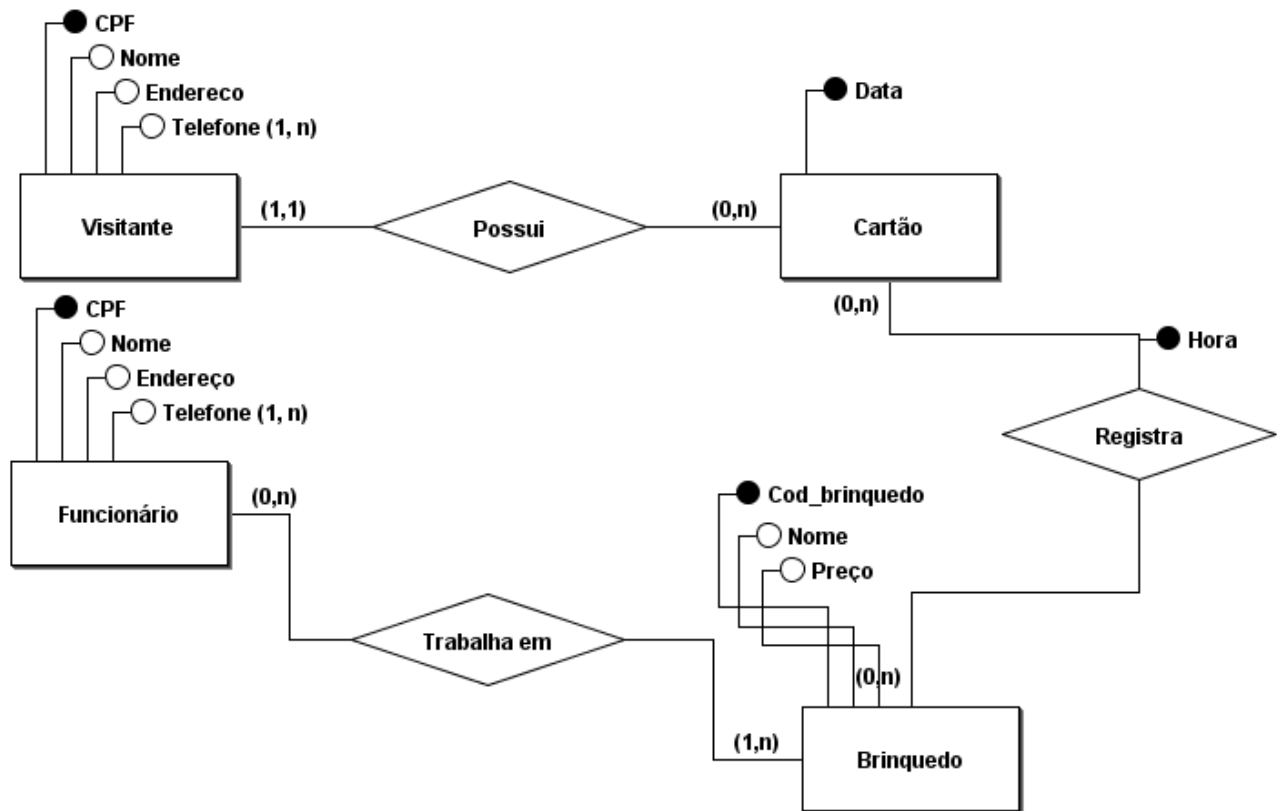 CPF
Nome
Endereco
Telefone (1, n)
Visitante
(1,1)
Possui
(0,n)
Data
Cartão
(0,n)
Hora
Registra
CPF
Nome
Endereço
Telefone (1, n)
Funcionário
(0,n)
Trabalha em
(1,n)
Cod_brinquedo
Nome
Preço
(0,n)
Brinquedo